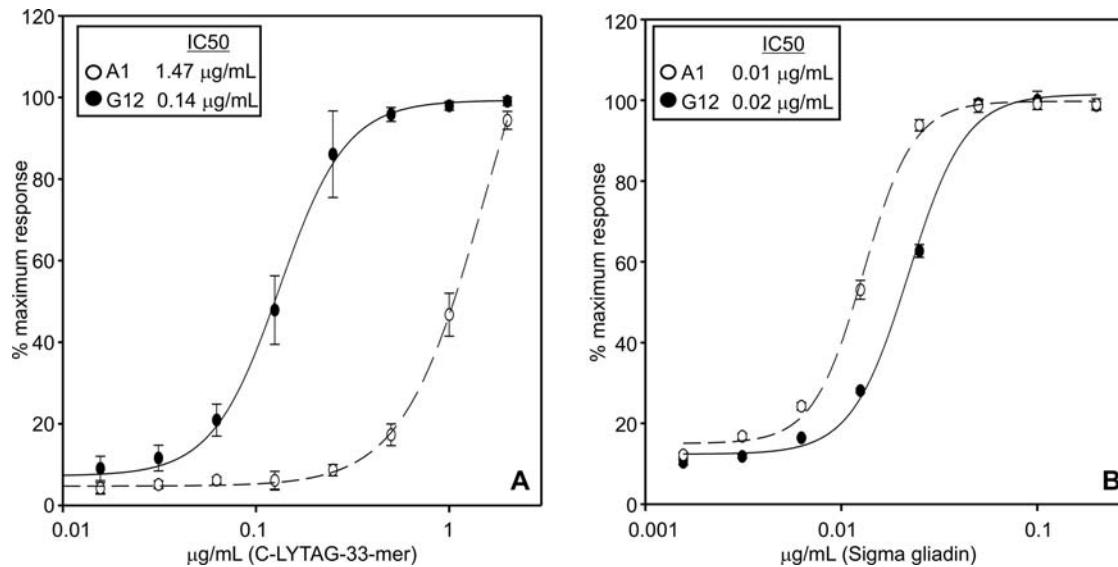 120
100
80
60
40
20
0
% maximum response
IC50
A1 1.47 µg/mL
G12 0.14 µg/mL
A
0.01 0.1 1
µg/mL (C-LYTAG-33-mer)
120
100
80
60
40
20
0
% maximum response
IC50
A1 0.01 µg/mL
G12 0.02 µg/mL
B
0.001 0.01 0.1
µg/mL (Sigma gliadin)